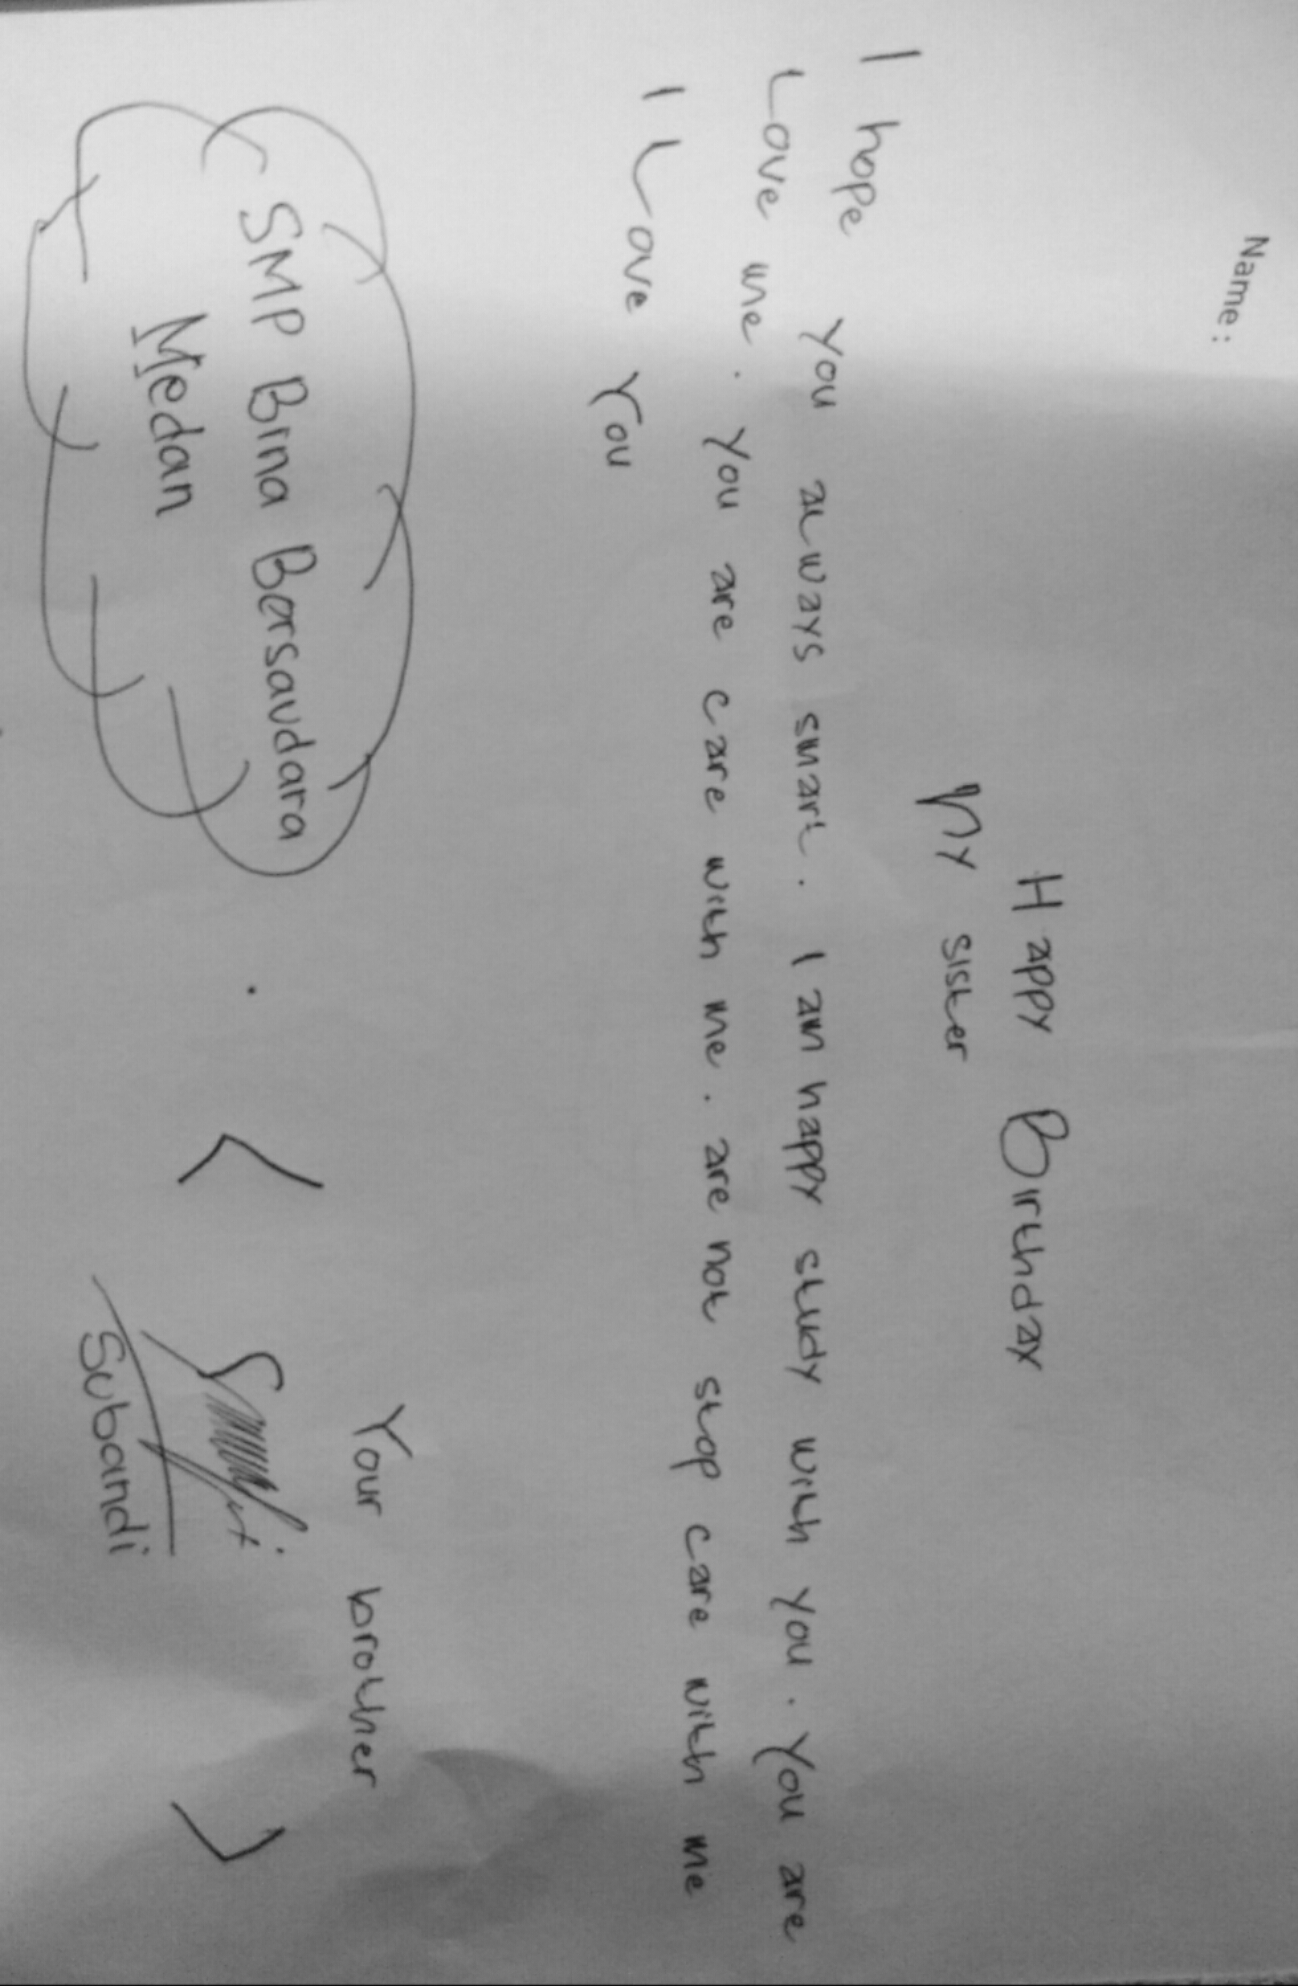 Name:
Happy Birthday
My sister
I hope you always smart. I am happy study with you. You are
Love me. You are care with me. are not stop care with me
I Love You
Your brother
SMP Bina Bersaudara
Medan
Subandi